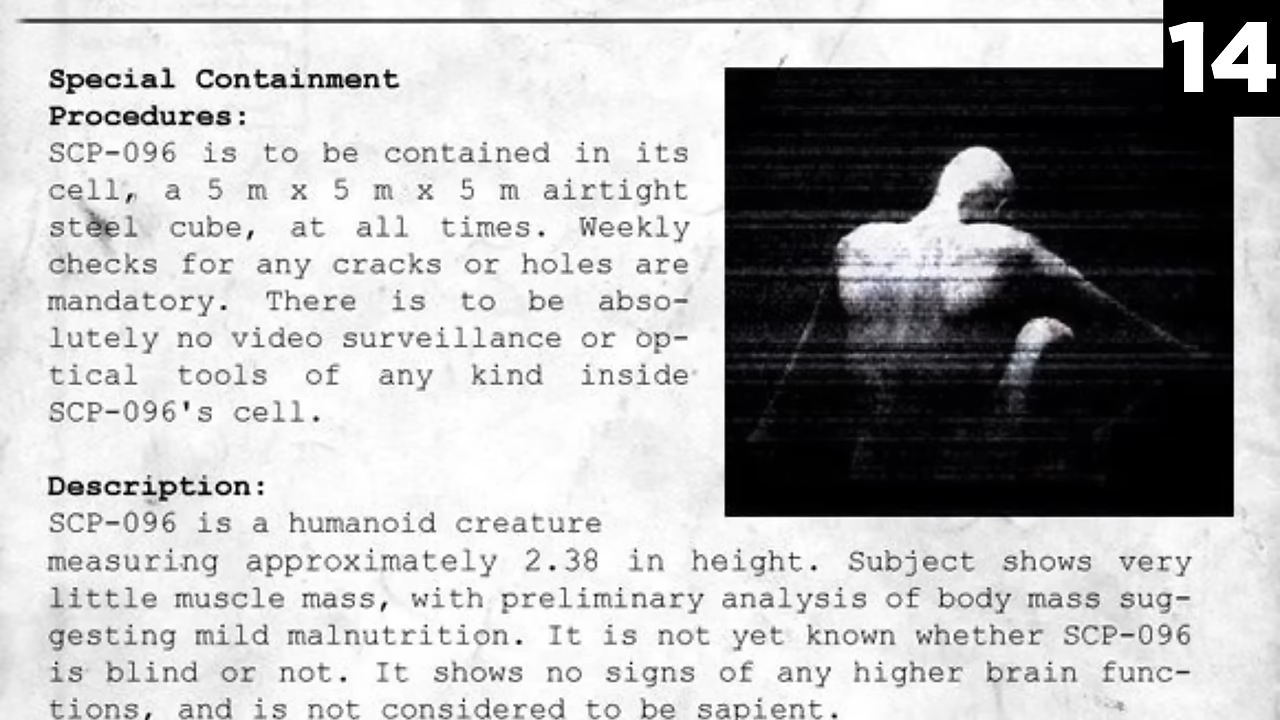 14
Special Containment
Procedures:
SCP-096 is to be contained in its
cell, a 5 m x 5 m x 5 m airtight
steel cube, at all times. Weekly
checks for any cracks or holes are
mandatory. There is to be abso-
lutely no video surveillance or op-
tical tools of any kind inside
SCP-096's cell.
Description:
SCP-096 is a humanoid creature
measuring approximately 2.38 in height. Subject shows very
little muscle mass, with preliminary analysis of body mass sug-
gesting mild malnutrition. It is not yet known whether SCP-096
is blind or not. It shows no signs of any higher brain func-
tions, and is not considered to be sapient.